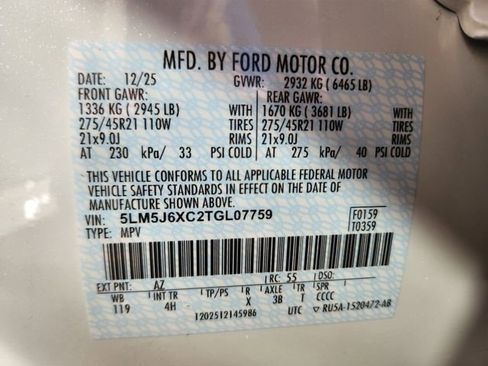 MFD. BY FORD MOTOR CO.
DATE: 12/25 GVWR: 2932 KG (6465 LB)
FRONT GAWR: REAR GAWR:
1336 KG (2945 LB) WITH 1670 KG (3681 LB) WITH
275/45R21 110W TIRES 275/45R21 110W TIRES
21x9.0J RIMS 21x9.0J RIMS
AT 230 kPa/ 33 PSI COLD AT 275 kPa/ 40 PSI COLD
THIS VEHICLE CONFORMS TO ALL APPLICABLE FEDERAL MOTOR
VEHICLE SAFETY STANDARDS IN EFFECT ON THE DATE OF
MANUFACTURE SHOWN ABOVE.
VIN: 5LM5J6XC2TGL07759 F0159
TYPE: MPV T0359
EXT PNT: AZ RC: 55 DSO:
WB INT TR TP/PS R AXLE TR SPR
119 4H 3B T CCCC
1202512145986 UTC ▽ RU5A-1520472-AB